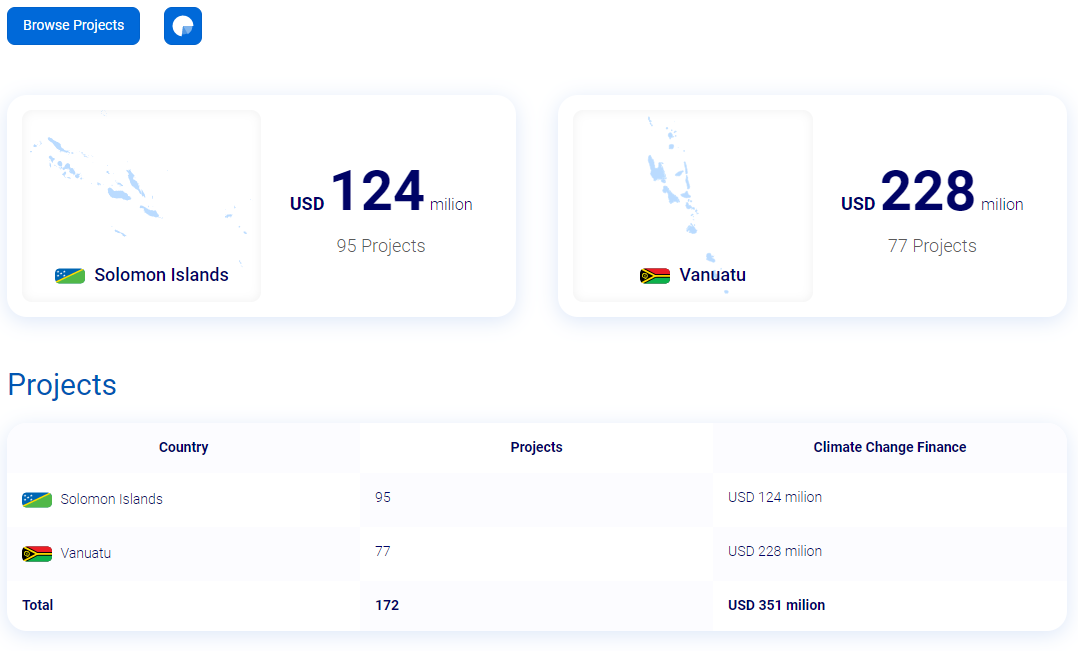 Browse Projects
USD 124 milion
95 Projects
Solomon Islands
USD 228 milion
77 Projects
Vanuatu
Projects
Country Projects Climate Change Finance
Solomon Islands 95 USD 124 milion
Vanuatu 77 USD 228 milion
Total 172 USD 351 milion